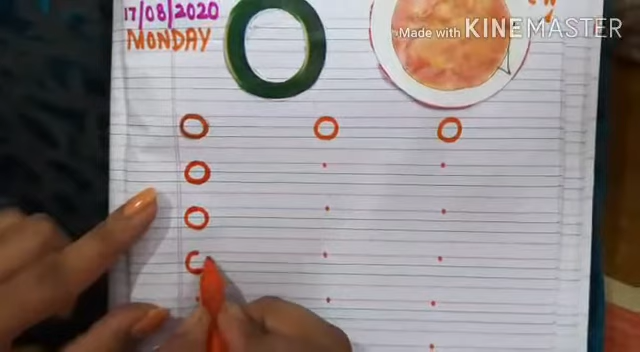 17/08/2020
MONDAY
O
Made with KINEMASTER
O O O
O
O